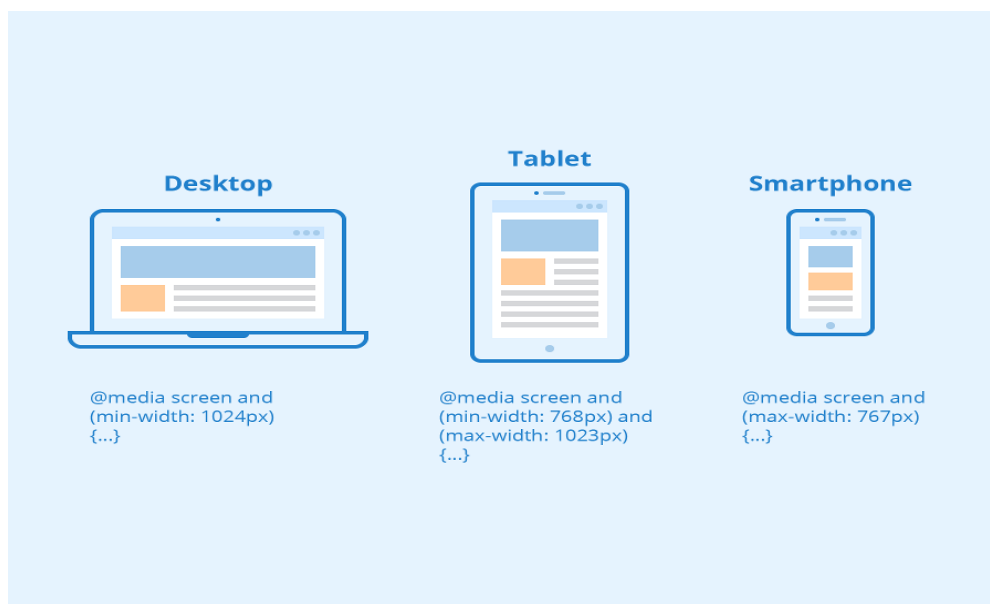 Desktop
@media screen and
(min-width: 1024px)
{...}
Tablet
@media screen and
(min-width: 768px) and
(max-width: 1023px)
{...}
Smartphone
@media screen and
(max-width: 767px)
{...}